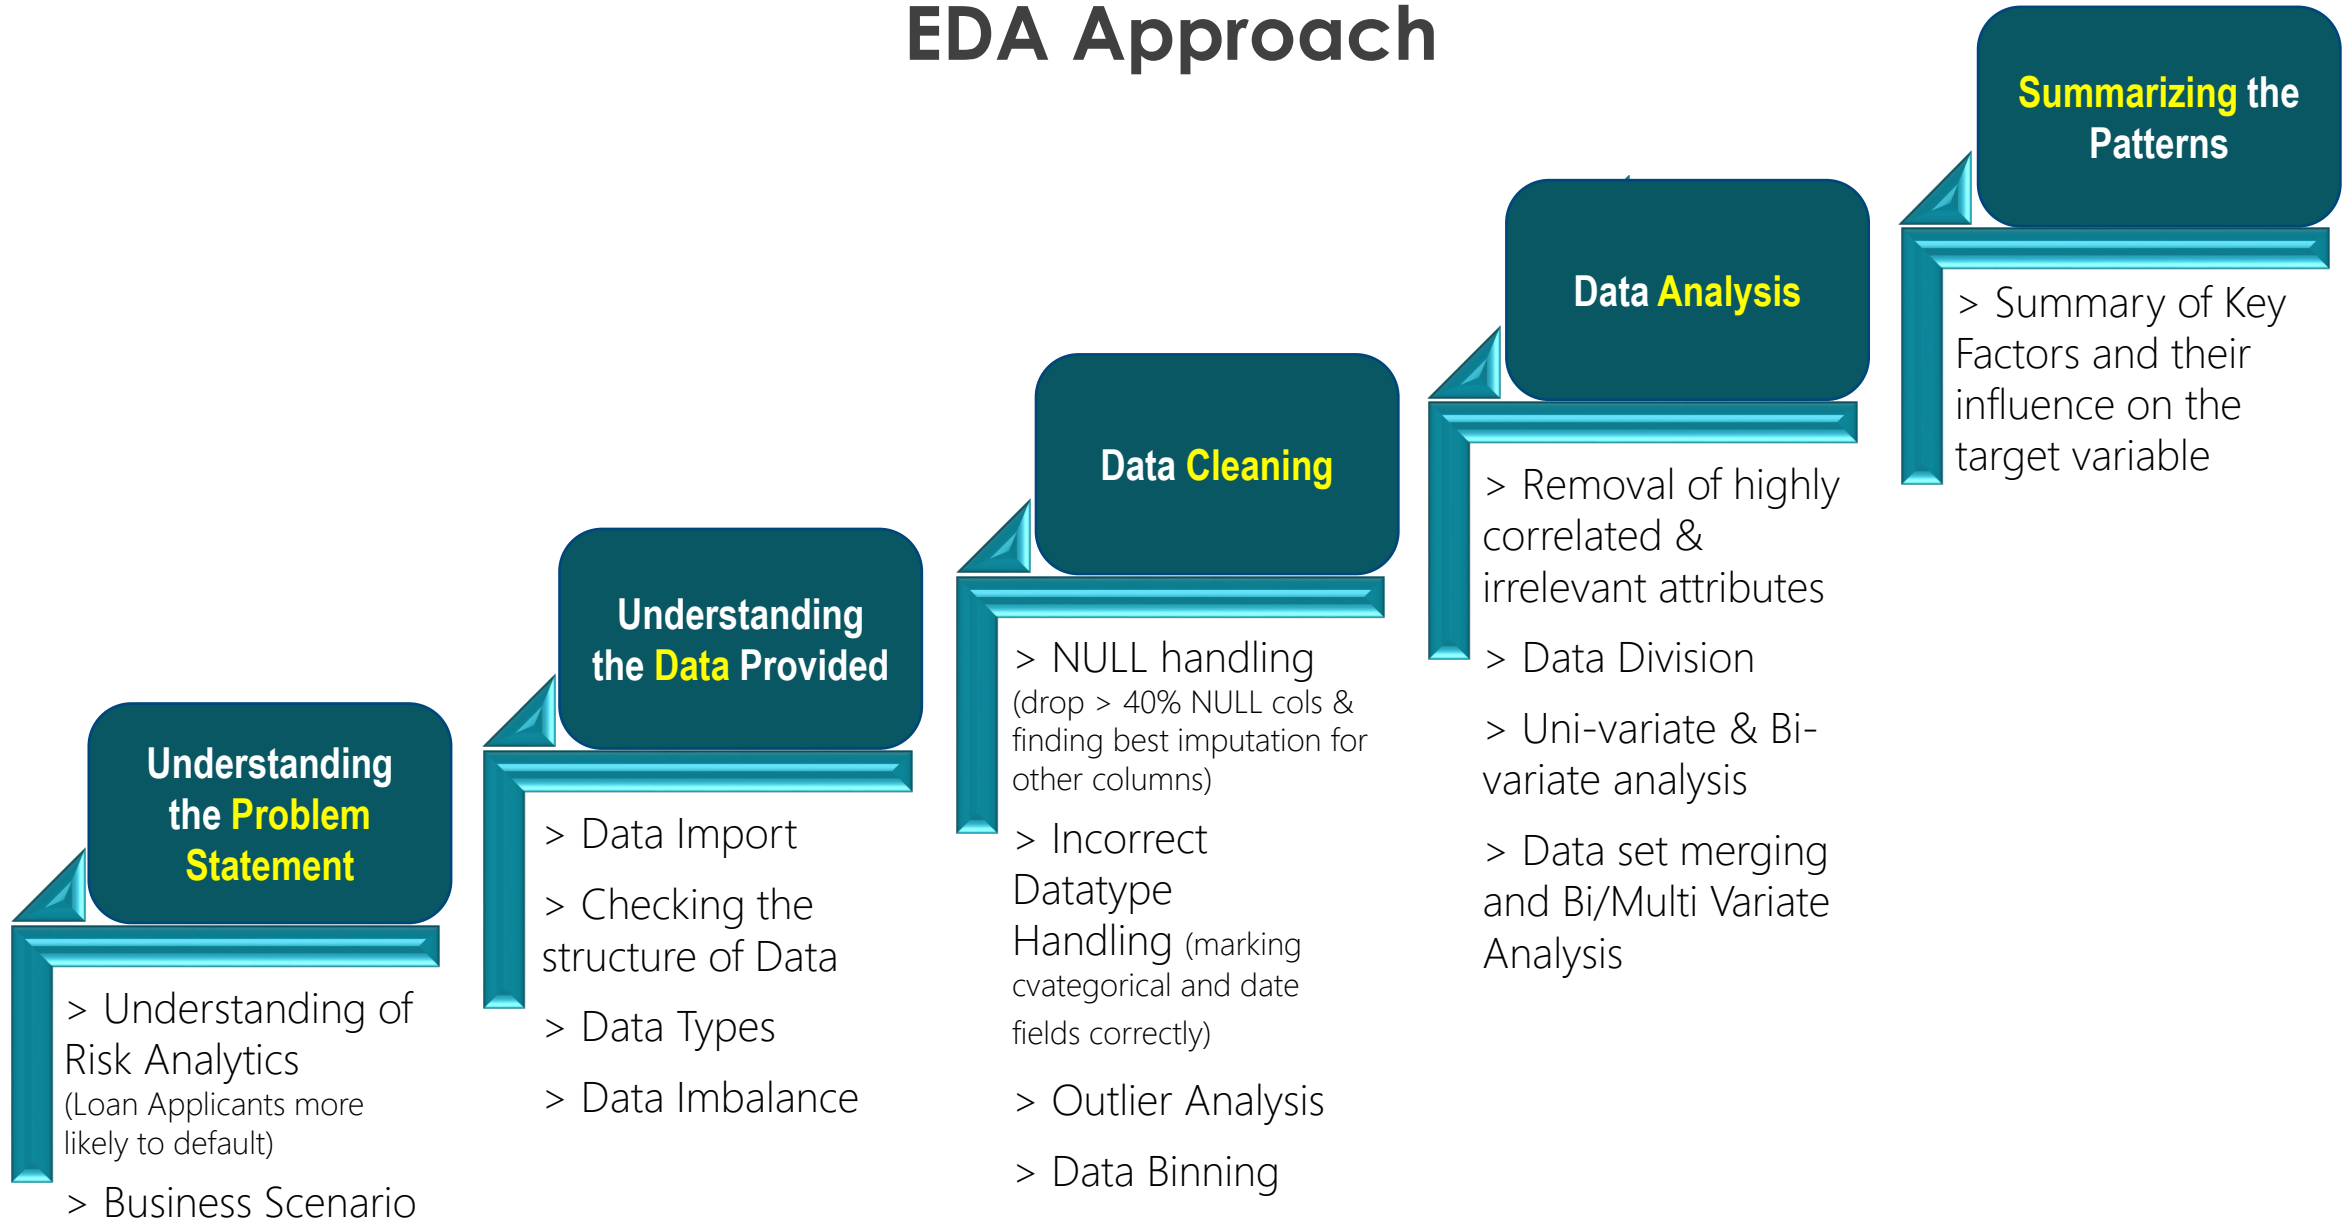 EDA Approach
Understanding
the Problem
Statement
> Understanding of
Risk Analytics
(Loan Applicants more
likely to default)
> Business Scenario
Understanding
the Data Provided
> Data Import
> Checking the
structure of Data
> Data Types
> Data Imbalance
Data Cleaning
> NULL handling
(drop > 40% NULL cols &
finding best imputation for
other columns)
> Incorrect
Datatype
Handling (marking
cvategorical and date
fields correctly)
> Outlier Analysis
> Data Binning
Data Analysis
> Removal of highly
correlated &
irrelevant attributes
> Data Division
> Uni-variate & Bi-
variate analysis
> Data set merging
and Bi/Multi Variate
Analysis
Summarizing the
Patterns
> Summary of Key
Factors and their
influence on the
target variable